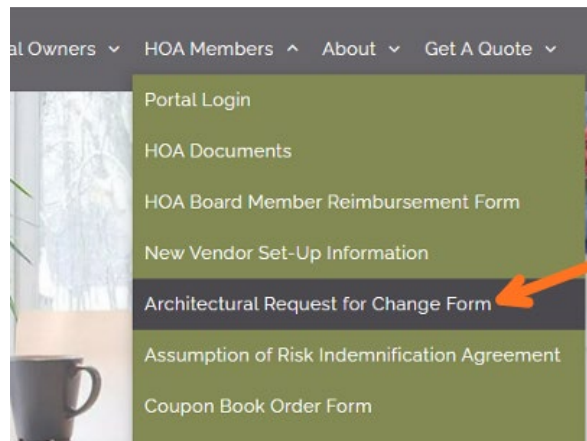 al Owners HOA Members About Get A Quote
Portal Login
HOA Documents
HOA Board Member Reimbursement Form
New Vendor Set-Up Information
Architectural Request for Change Form
Assumption of Risk Indemnification Agreement
Coupon Book Order Form